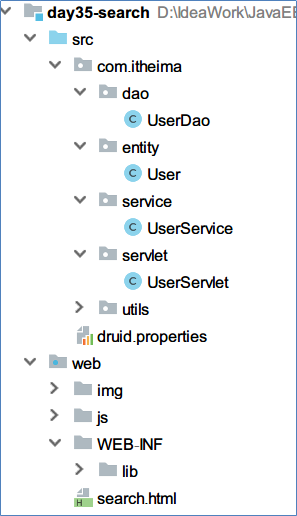 day35-search D:\IdeaWork\JavaEE
src
com.itheima
dao
UserDao
entity
User
service
UserService
servlet
UserServlet
utils
druid.properties
web
img
js
WEB-INF
lib
search.html